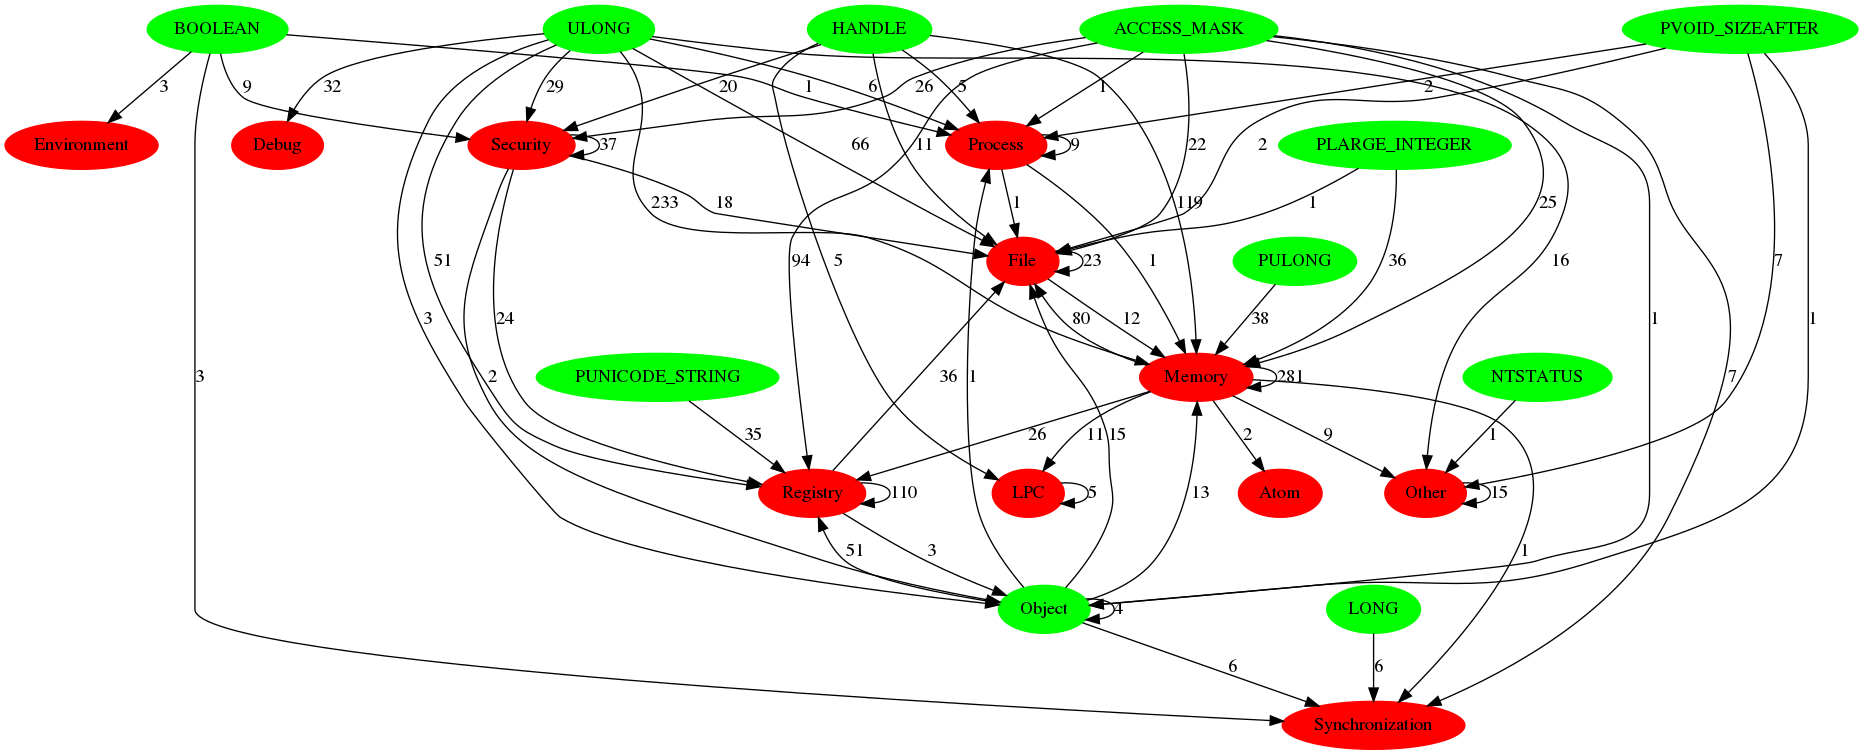 BOOLEAN ULONG HANDLE ACCESS_MASK PVOID_SIZEAFTER
3 9 32 29 6 20 1 5 26 1 2
Environment Debug Security Process PLARGE_INTEGER
37 66 11 9 22 2
3 51 233 18 1 119 1 25
File PULONG
94 5 23 1 36 16 7
24 80 12 38 1 1
3 2 7
PUNICODE_STRING Memory NTSTATUS
3 2 36 1 281 7
35 26 11 15 2 9 1
Registry LPC Atom Other
110 5 13 15
51 3 1
Object LONG
4
6 6
Synchronization